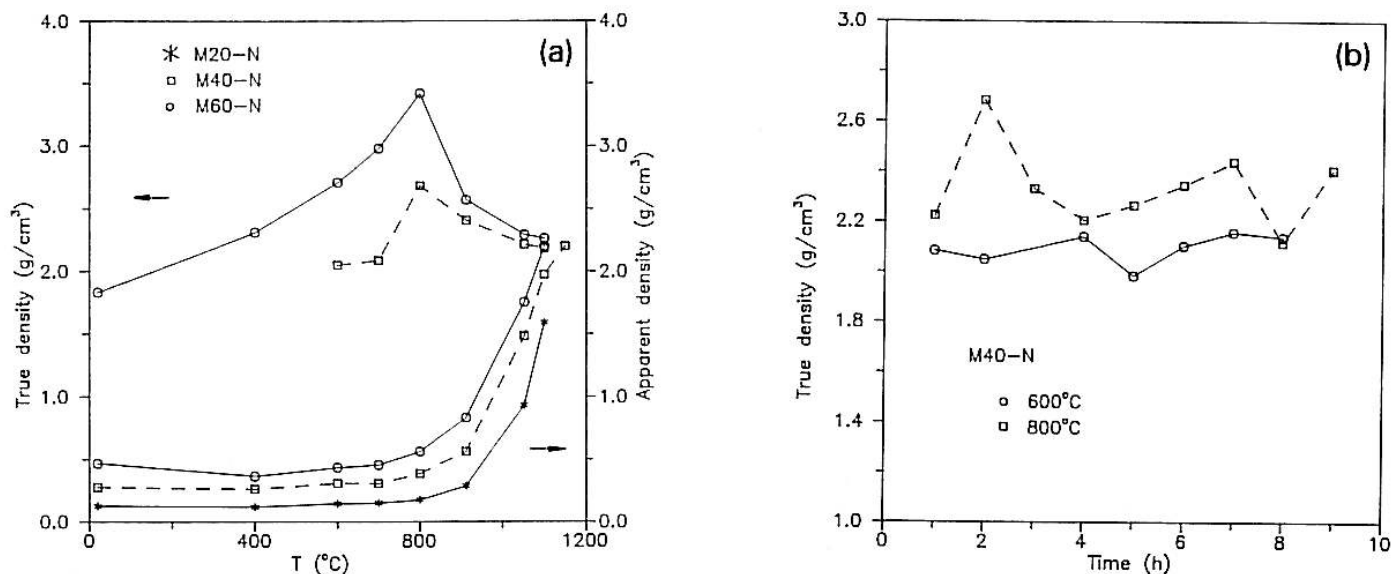 (a)
M20-N
M40-N
M60-N
True density (g/cm³)
4.0
3.0
2.0
1.0
0.0
Apparent density (g/cm³)
4.0
3.0
2.0
1.0
0.0
0
400
800
1200
T (°C)
(b)
True density (g/cm³)
3.0
2.6
2.2
1.8
1.4
1.0
M40-N
600°C
800°C
0
2
4
6
8
10
Time (h)